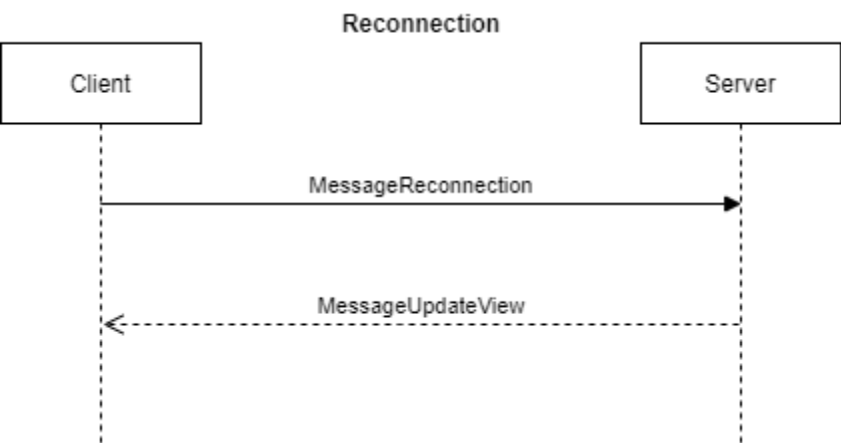 Reconnection
Client
Server
MessageReconnection
MessageUpdateView